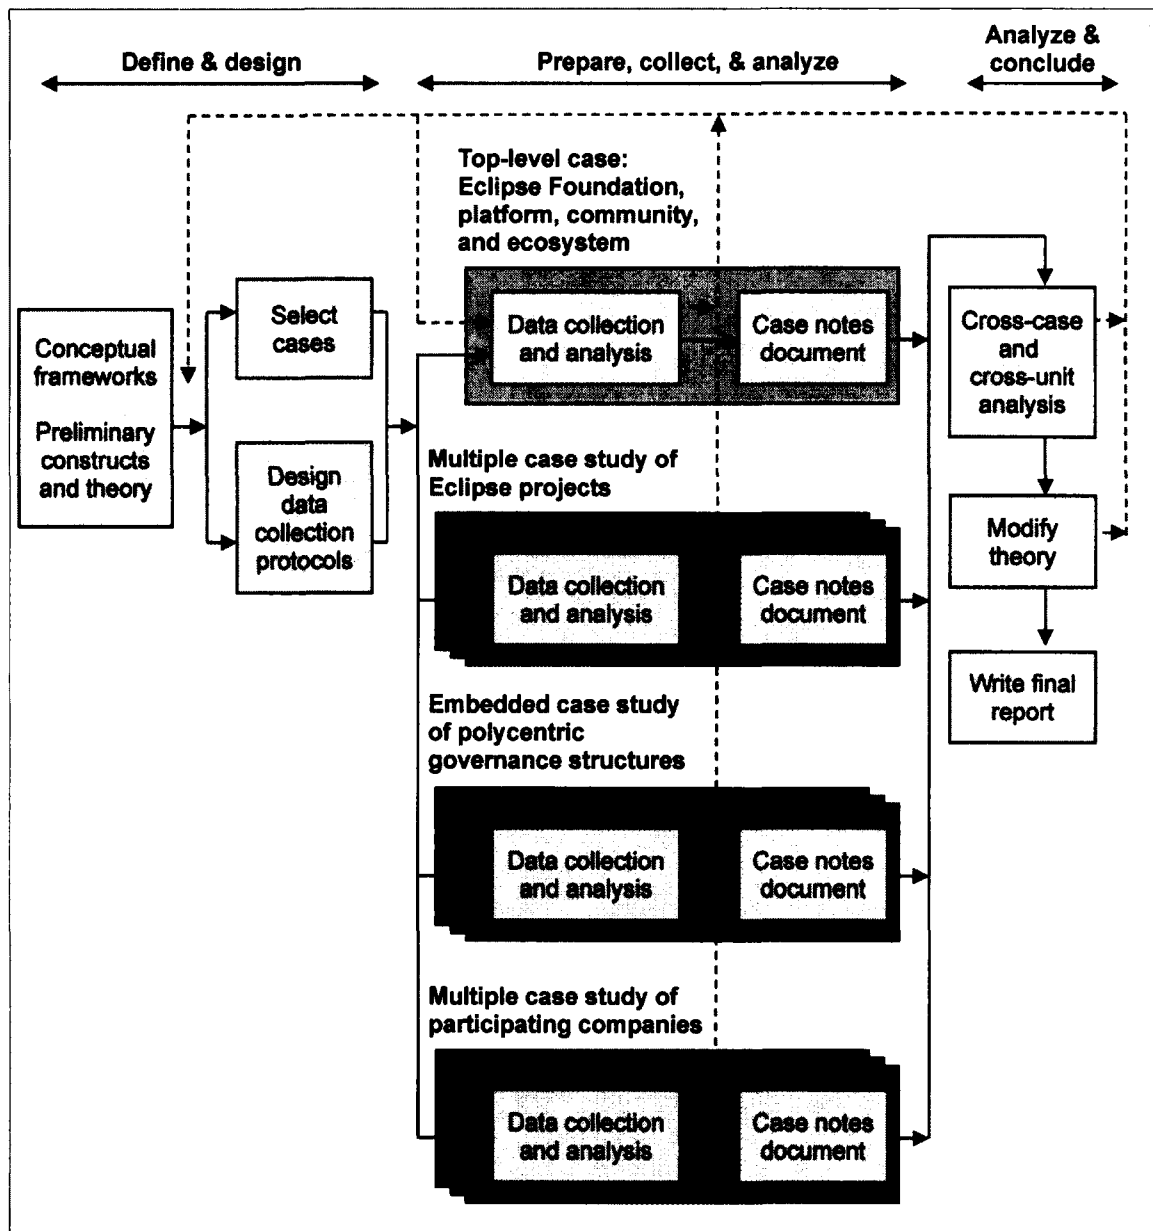 Define & design
Prepare, collect, & analyze
Analyze &
conclude
Top-level case:
Eclipse Foundation,
platform, community,
and ecosystem
Conceptual
frameworks
Preliminary
constructs
and theory
Select
cases
Design
data
collection
protocols
Data collection
and analysis
Case notes
document
Multiple case study of
Eclipse projects
Data collection
and analysis
Case notes
document
Embedded case study
of polycentric
governance structures
Data collection
and analysis
Case notes
document
Multiple case study of
participating companies
Data collection
and analysis
Case notes
document
Cross-case
and
cross-unit
analysis
Modify
theory
Write final
report